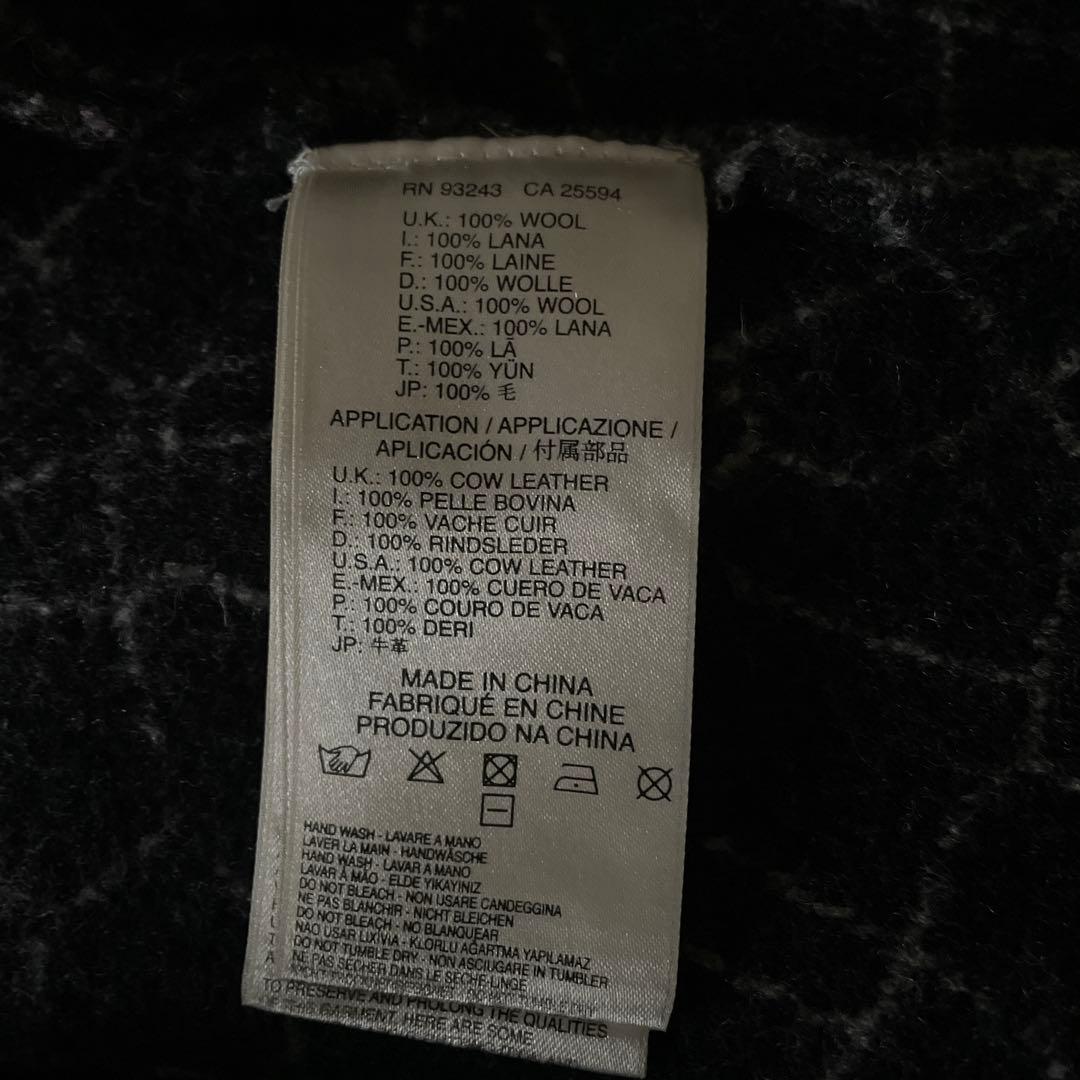 RN 93243 CA 25594
U.K.: 100% WOOL
I.: 100% LANA
F.: 100% LAINE
D.: 100% WOLLE
U.S.A.: 100% WOOL
E.-MEX.: 100% LANA
P.: 100% LÃ
T.: 100% YÜN
JP: 100% 毛
APPLICATION / APPLICAZIONE /
APLICACIÓN / 付属部品
U.K.: 100% COW LEATHER
I.: 100% PELLE BOVINA
F.: 100% VACHE CUIR
D.: 100% RINDSLEDER
U.S.A.: 100% COW LEATHER
E.-MEX.: 100% CUERO DE VACA
P.: 100% COURO DE VACA
T.: 100% DERI
JP: 牛革
MADE IN CHINA
FABRIQUÉ EN CHINE
PRODUZIDO NA CHINA
HAND WASH - LAVARE A MANO
LAVER LA MAIN - HANDWÄSCHE
HAND WASH - LAVAR A MANO
LAVAR À MÃO - ELDE YIKAYINIZ
DO NOT BLEACH - NON USARE CANDEGGINA
NE PAS BLANCHIR - NICHT BLEICHEN
DO NOT BLEACH - NO BLANQUEAR
NÃO USAR LIXÍVIA - KLORLU AĞARTMA YAPILAMAZ
DO NOT TUMBLE DRY - NON ASCIUGARE IN TUMBLER
NE PAS SÉCHER DANS LE SÈCHE-LINGE
TO PRESERVE AND PROLONG THE QUALITIES
GARMENT, HERE ARE SOME